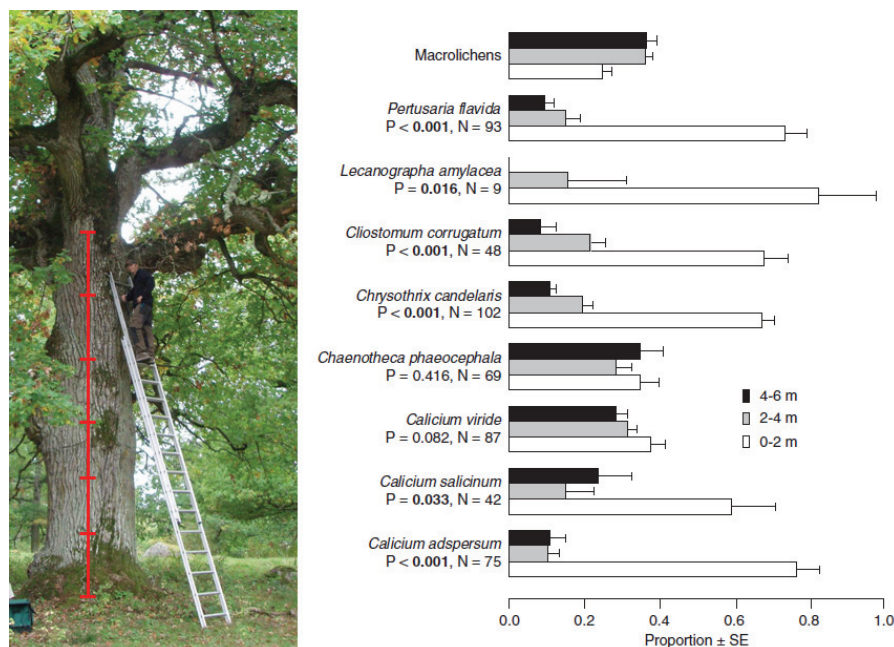 Macrolichens
Pertusaria flavida
P < 0.001, N = 93
Lecanographa amylacea
P = 0.016, N = 9
Cliostomum corrugatum
P < 0.001, N = 48
Chrysothrix candelaris
P < 0.001, N = 102
Chaenotheca phaeocephala
P = 0.416, N = 69
Calicium viride
P = 0.082, N = 87
Calicium salicinum
P = 0.033, N = 42
Calicium adspersum
P < 0.001, N = 75
4-6 m
2-4 m
0-2 m
0.0 0.2 0.4 0.6 0.8 1.0
Proportion ± SE